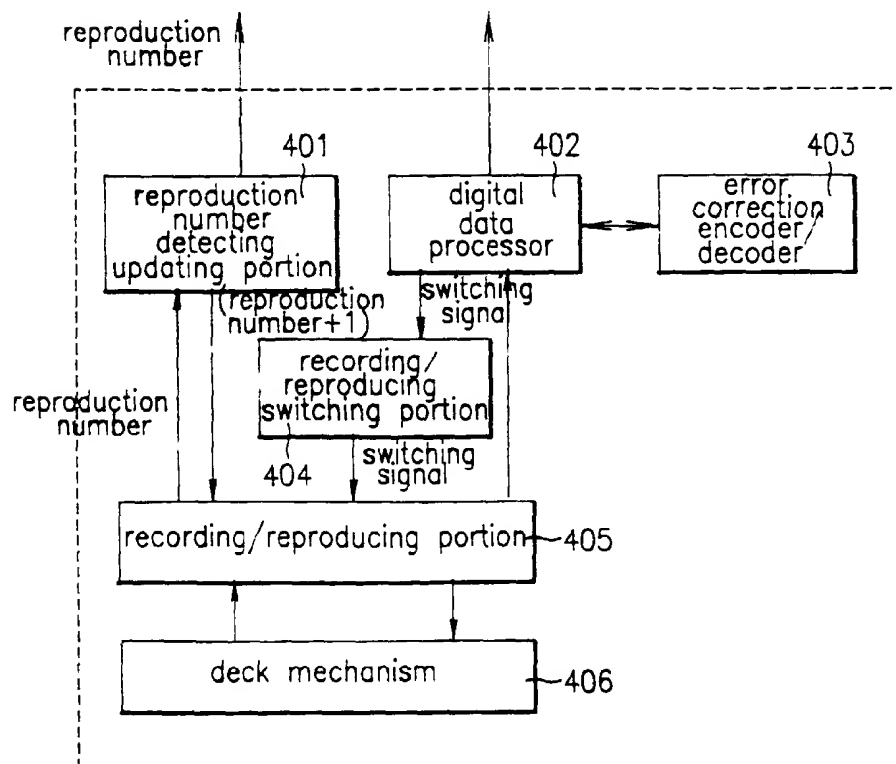 reproduction
number
401
402
403
reproduction
number
detecting
updating portion
digital
data
processor
error
correction
encoder/
decoder
(reproduction
number+1)
switching
signal
recording/
reproducing
switching portion
reproduction
number
404
switching
signal
recording/reproducing portion
405
deck mechanism
406